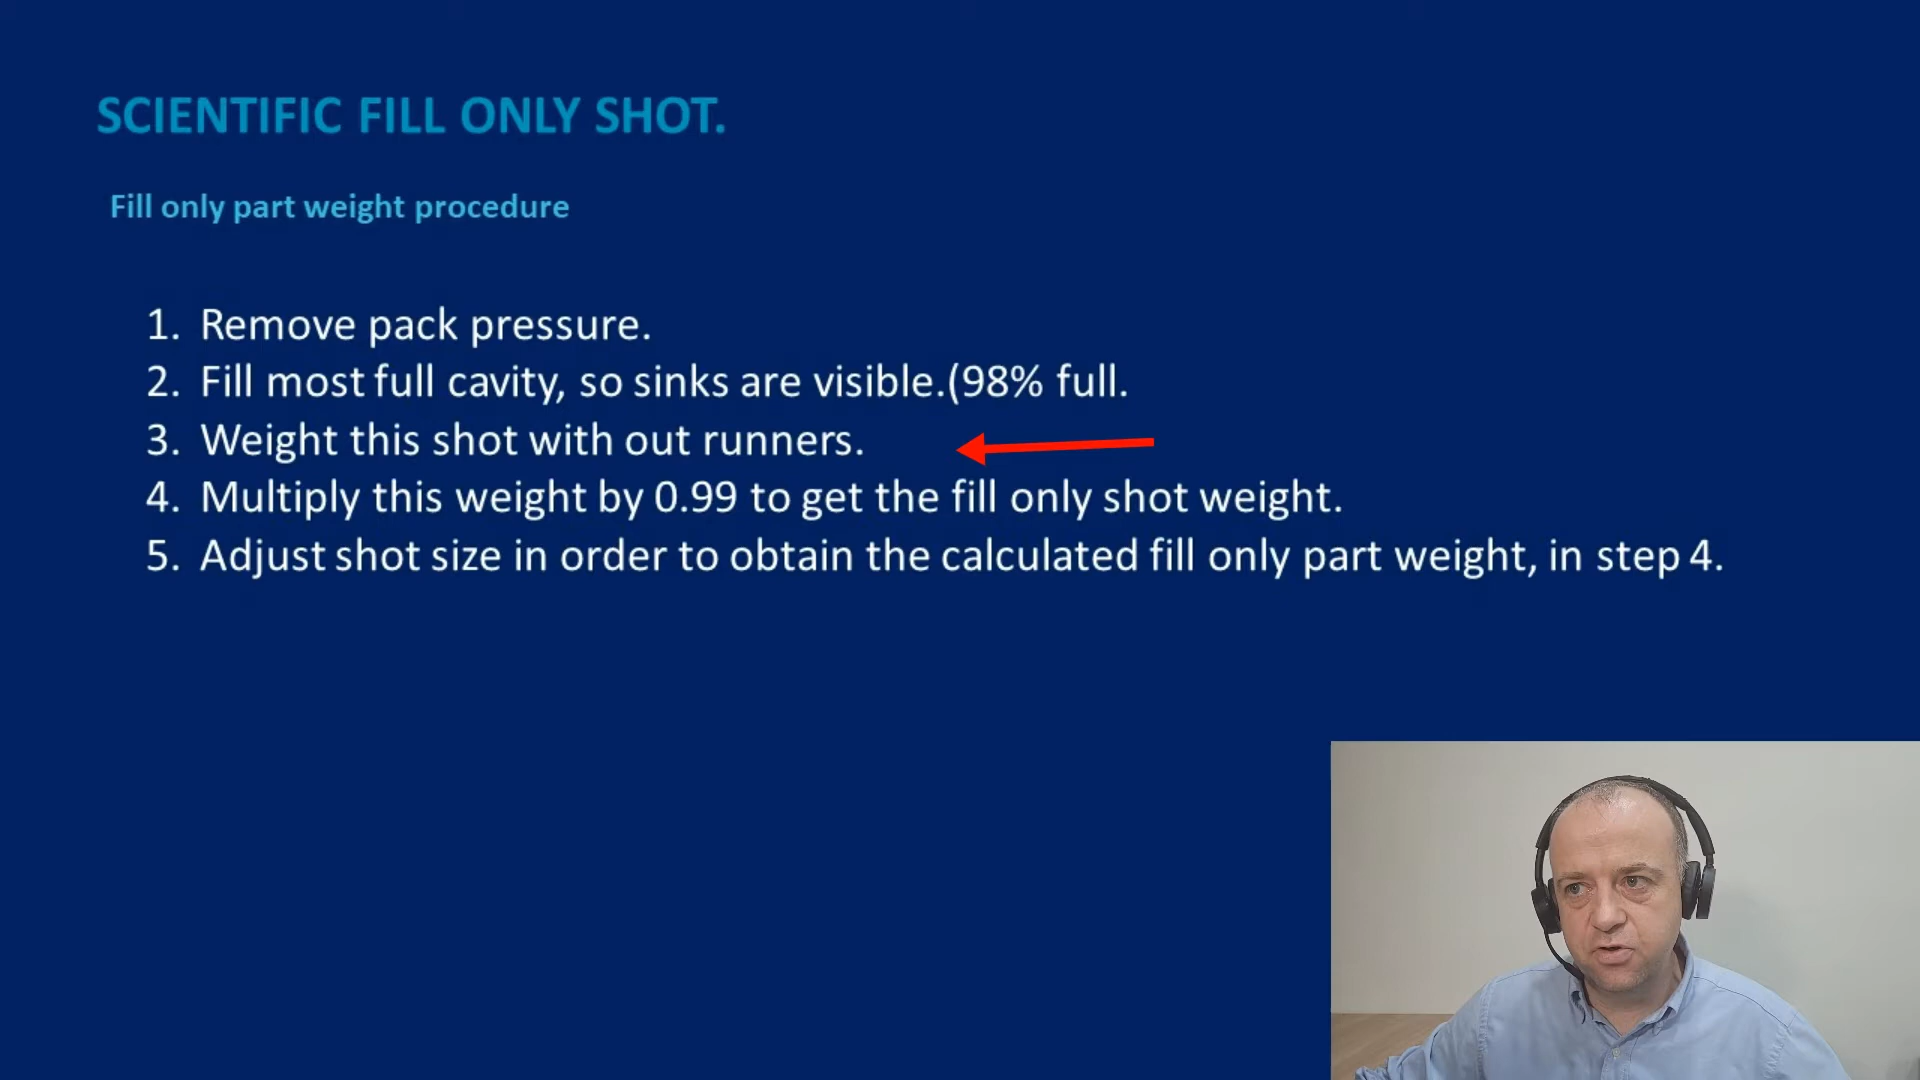 SCIENTIFIC FILL ONLY SHOT.
Fill only part weight procedure
1. Remove pack pressure.
2. Fill most full cavity, so sinks are visible.(98% full.
3. Weight this shot with out runners.
4. Multiply this weight by 0.99 to get the fill only shot weight.
5. Adjust shot size in order to obtain the calculated fill only part weight, in step 4.